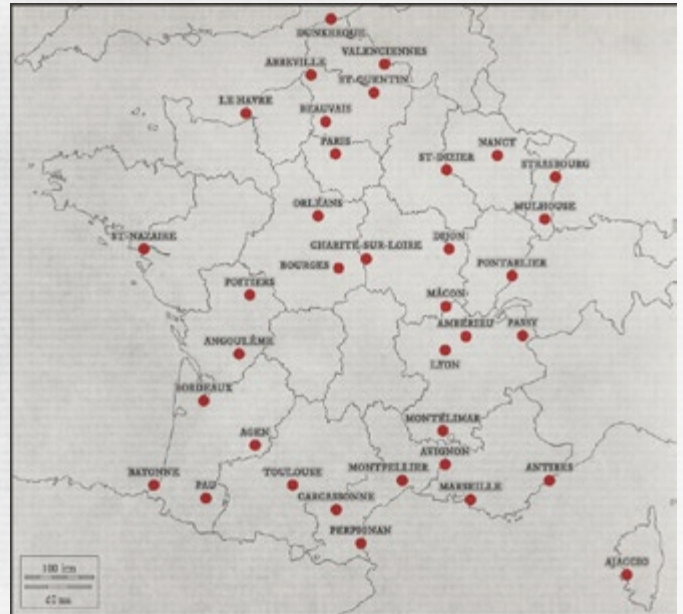 DUNKERQUE
VALENCIENNES
ABBEVILLE
ST-QUENTIN
LE HAVRE
BEAUVAIS
PARIS
NANCY
ST-DIZIER
STRASBOURG
ORLÉANS
MULHOUSE
ST-NAZAIRE
DIJON
CHARITÉ-SUR-LOIRE
BOURGES
PONTARLIER
POITIERS
MÂCON
AMBÉRIEU
PASSY
ANGOULÊME
LYON
BORDEAUX
MONTÉLIMAR
AGEN
AVIGNON
BAYONNE
PAU
TOULOUSE
MONTPELLIER
ANTIBES
CARCASSONNE
MARSEILLE
PERPIGNAN
AJACCIO
100 km